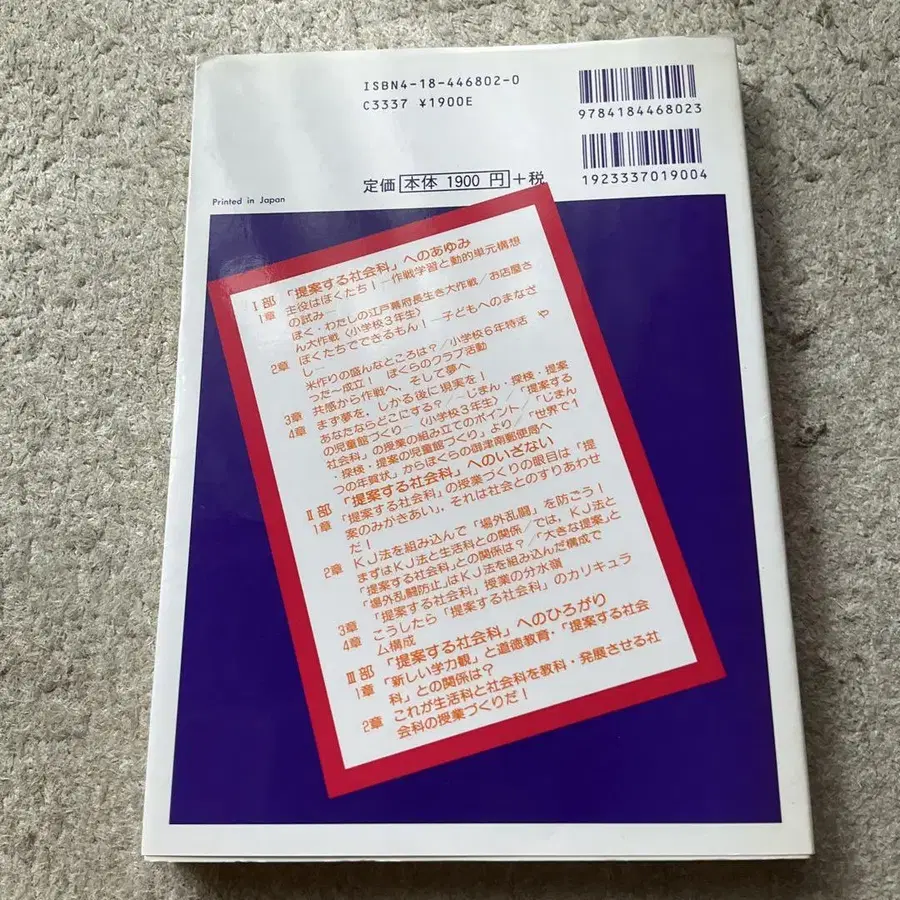 ISBN4-18-446802-0
C3337 ¥1900E
9784184468023
1923337019004
定価 本体 1900 円 +税
Printed in Japan
Ⅰ部 「提案する社会科」へのあゆみ
1章 主役はぼくたち!―作戦学習と動的単元構想
の試み―
ぼく・わたしの江戸幕府長生き大作戦/お店屋さ
ん大作戦〈小学校3年生〉
2章 ぼくたちでできるもん!―子どもへのまなざ
し―
米作りの盛んなところは?/小学校6年特活 や
った~成立! ぼくらのクラブ活動
3章 共感から作戦へ、そして夢へ
4章 まず夢を,しかる後に現実を!
あなたならどこにする?/~じまん・探検・提案
の児童館づくり~〈小学校3年生〉/「提案する
社会科」の授業の組み立てのポイント/「じまん
・探検・提案の児童館づくり」より/「世界で1
つの年賀状」からぼくらの御津南郵便局へ
Ⅱ部 「提案する社会科」へのいざない
1章 「提案する社会科」の授業づくりの眼目は「提
案のみがきあい」,それは社会とのすりあわせ
だ!
2章 KJ法を組み込んで「場外乱闘」を防ごう!
まずはKJ法と生活科との関係/では,KJ法と
「提案する社会科」との関係は?/「大きな提案」と
「場外乱闘防止」はKJ法を組み込んだ構成で
3章 「提案する社会科」授業の分水嶺
4章 こうしたら「提案する社会科」のカリキュラ
ム構成
Ⅲ部 「提案する社会科」へのひろがり
1章 「新しい学力観」と道徳教育・「提案する社会
科」との関係は?
2章 これが生活科と社会科を教科・発展させる社
会科の授業づくりだ!